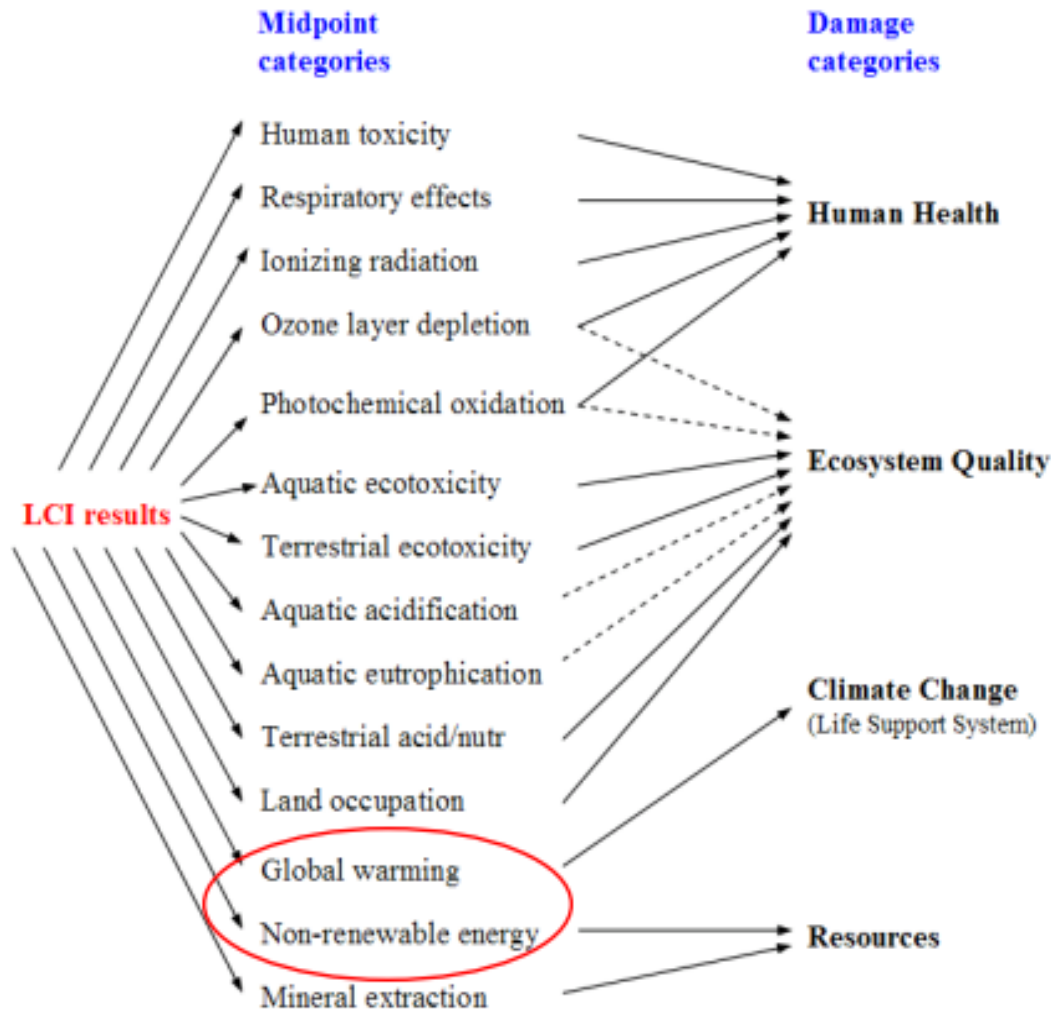 Midpoint
categories
Damage
categories
Human toxicity
Respiratory effects
Human Health
Ionizing radiation
Ozone layer depletion
Photochemical oxidation
Ecosystem Quality
Aquatic ecotoxicity
LCI results
Terrestrial ecotoxicity
Aquatic acidification
Aquatic eutrophication
Climate Change
(Life Support System)
Terrestrial acid/nutr
Land occupation
Global warming
Non-renewable energy
Resources
Mineral extraction